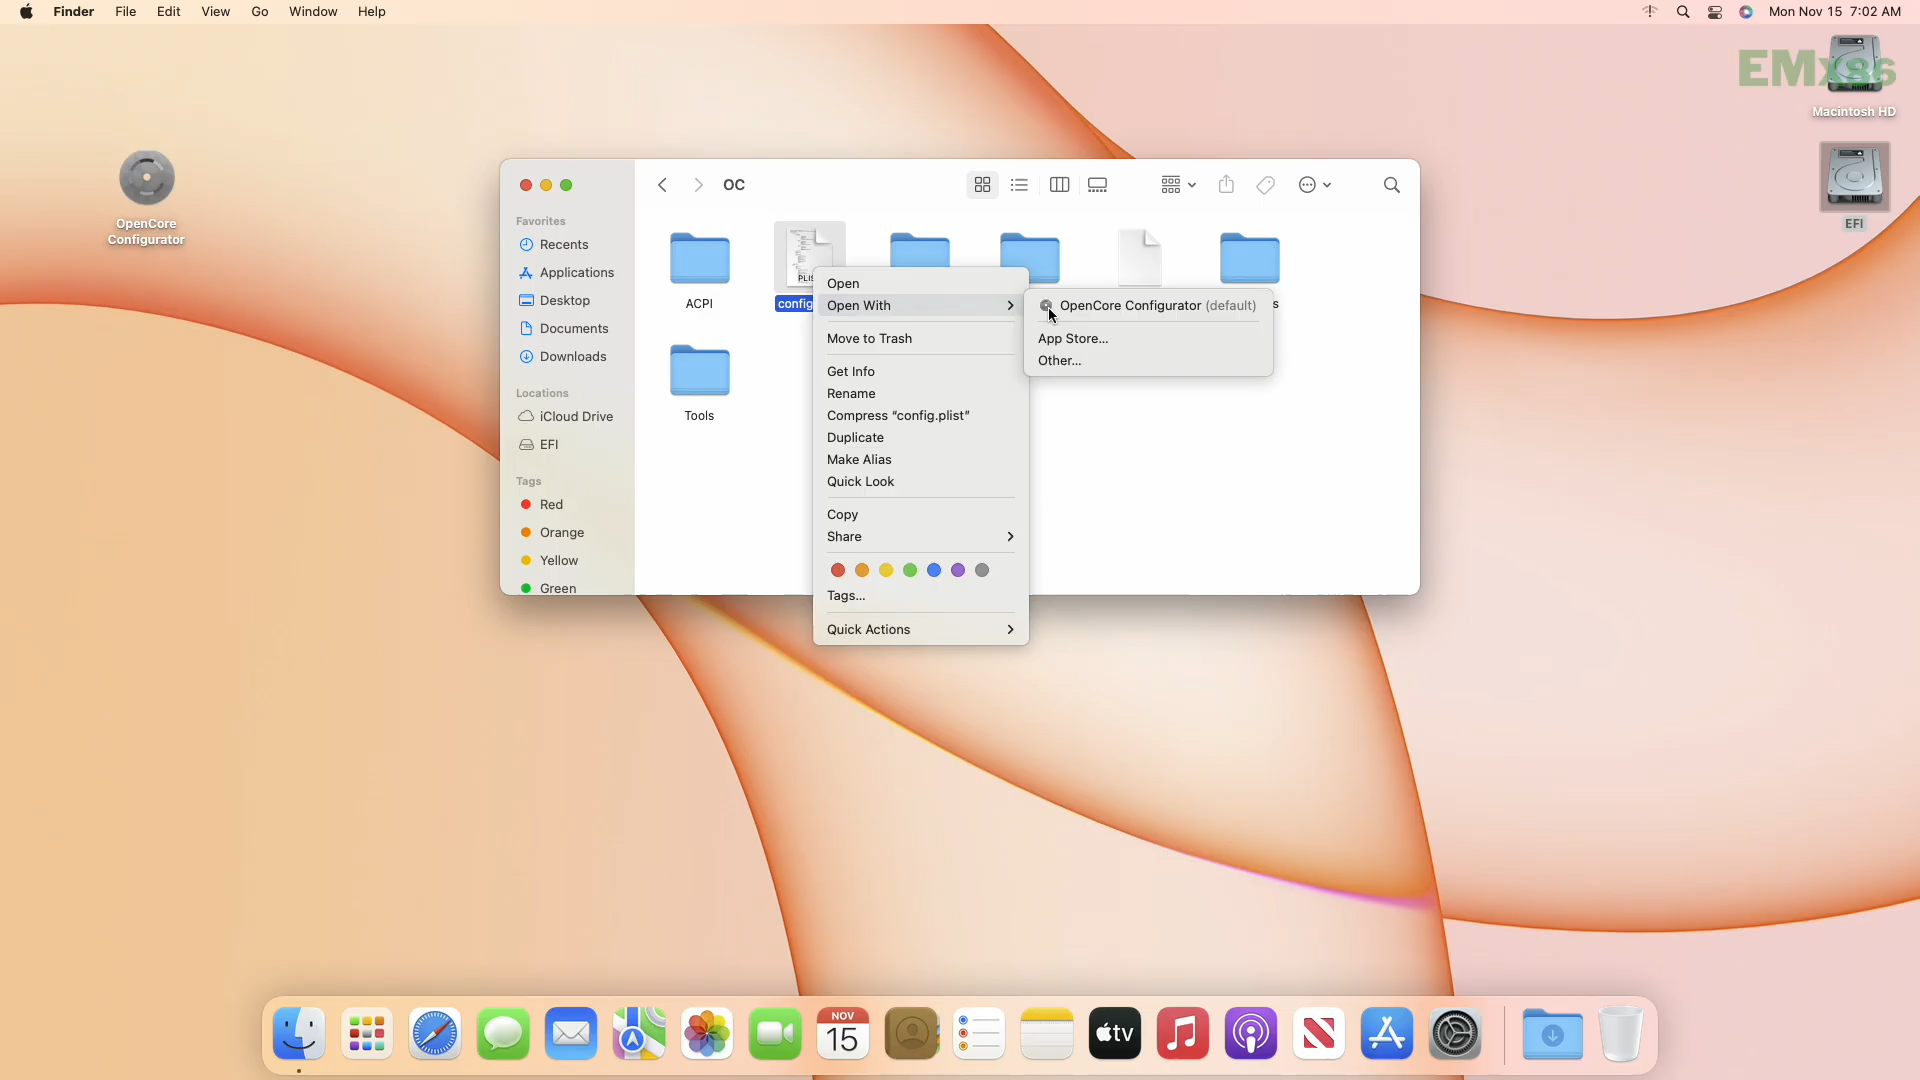 Finder File Edit View Go Window Help
Mon Nov 15 7:02 AM
EMx86
Macintosh HD
EFI
OpenCore
Configurator
OC
Favorites
Recents
Applications
Desktop
Documents
Downloads
Locations
iCloud Drive
EFI
Tags
Red
Orange
Yellow
Green
ACPI
PLIS
config
s
Tools
Open
Open With
Move to Trash
Get Info
Rename
Compress “config.plist”
Duplicate
Make Alias
Quick Look
Copy
Share
Tags...
Quick Actions
OpenCore Configurator (default)
App Store...
Other...
NOV
15
tv